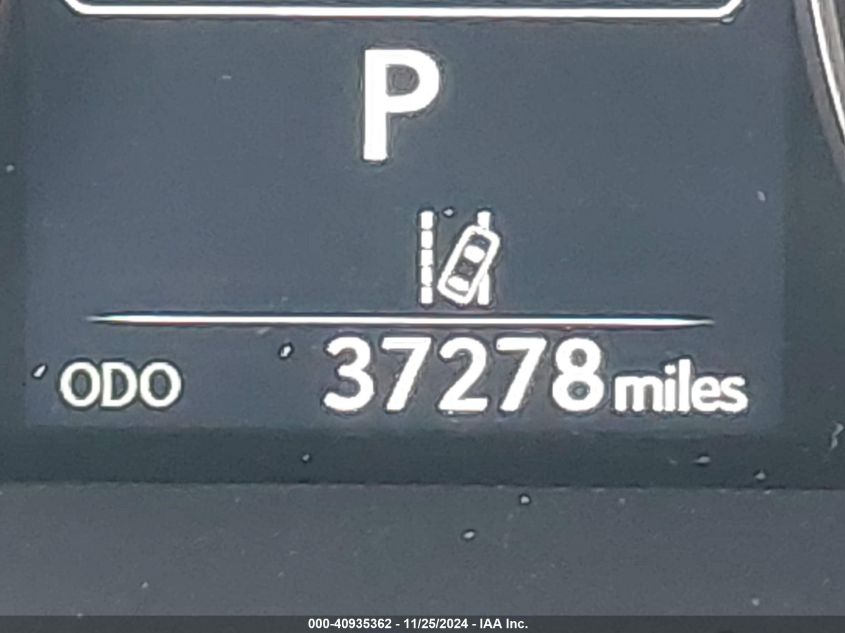 P
ODO 37278 miles
000-40935362 - 11/25/2024 - IAA Inc.